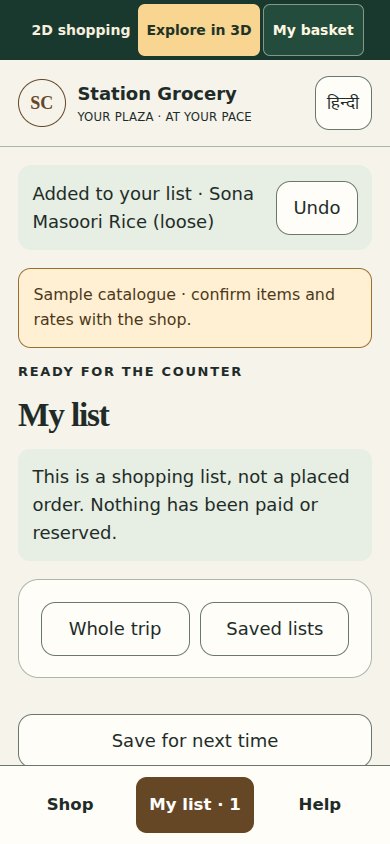 2D shopping
Explore in 3D
My basket
SC
Station Grocery
YOUR PLAZA · AT YOUR PACE
हिन्दी
Added to your list · Sona
Masoori Rice (loose)
Undo
Sample catalogue · confirm items and
rates with the shop.
READY FOR THE COUNTER
My list
This is a shopping list, not a placed
order. Nothing has been paid or
reserved.
Whole trip
Saved lists
Save for next time
Shop
My list · 1
Help